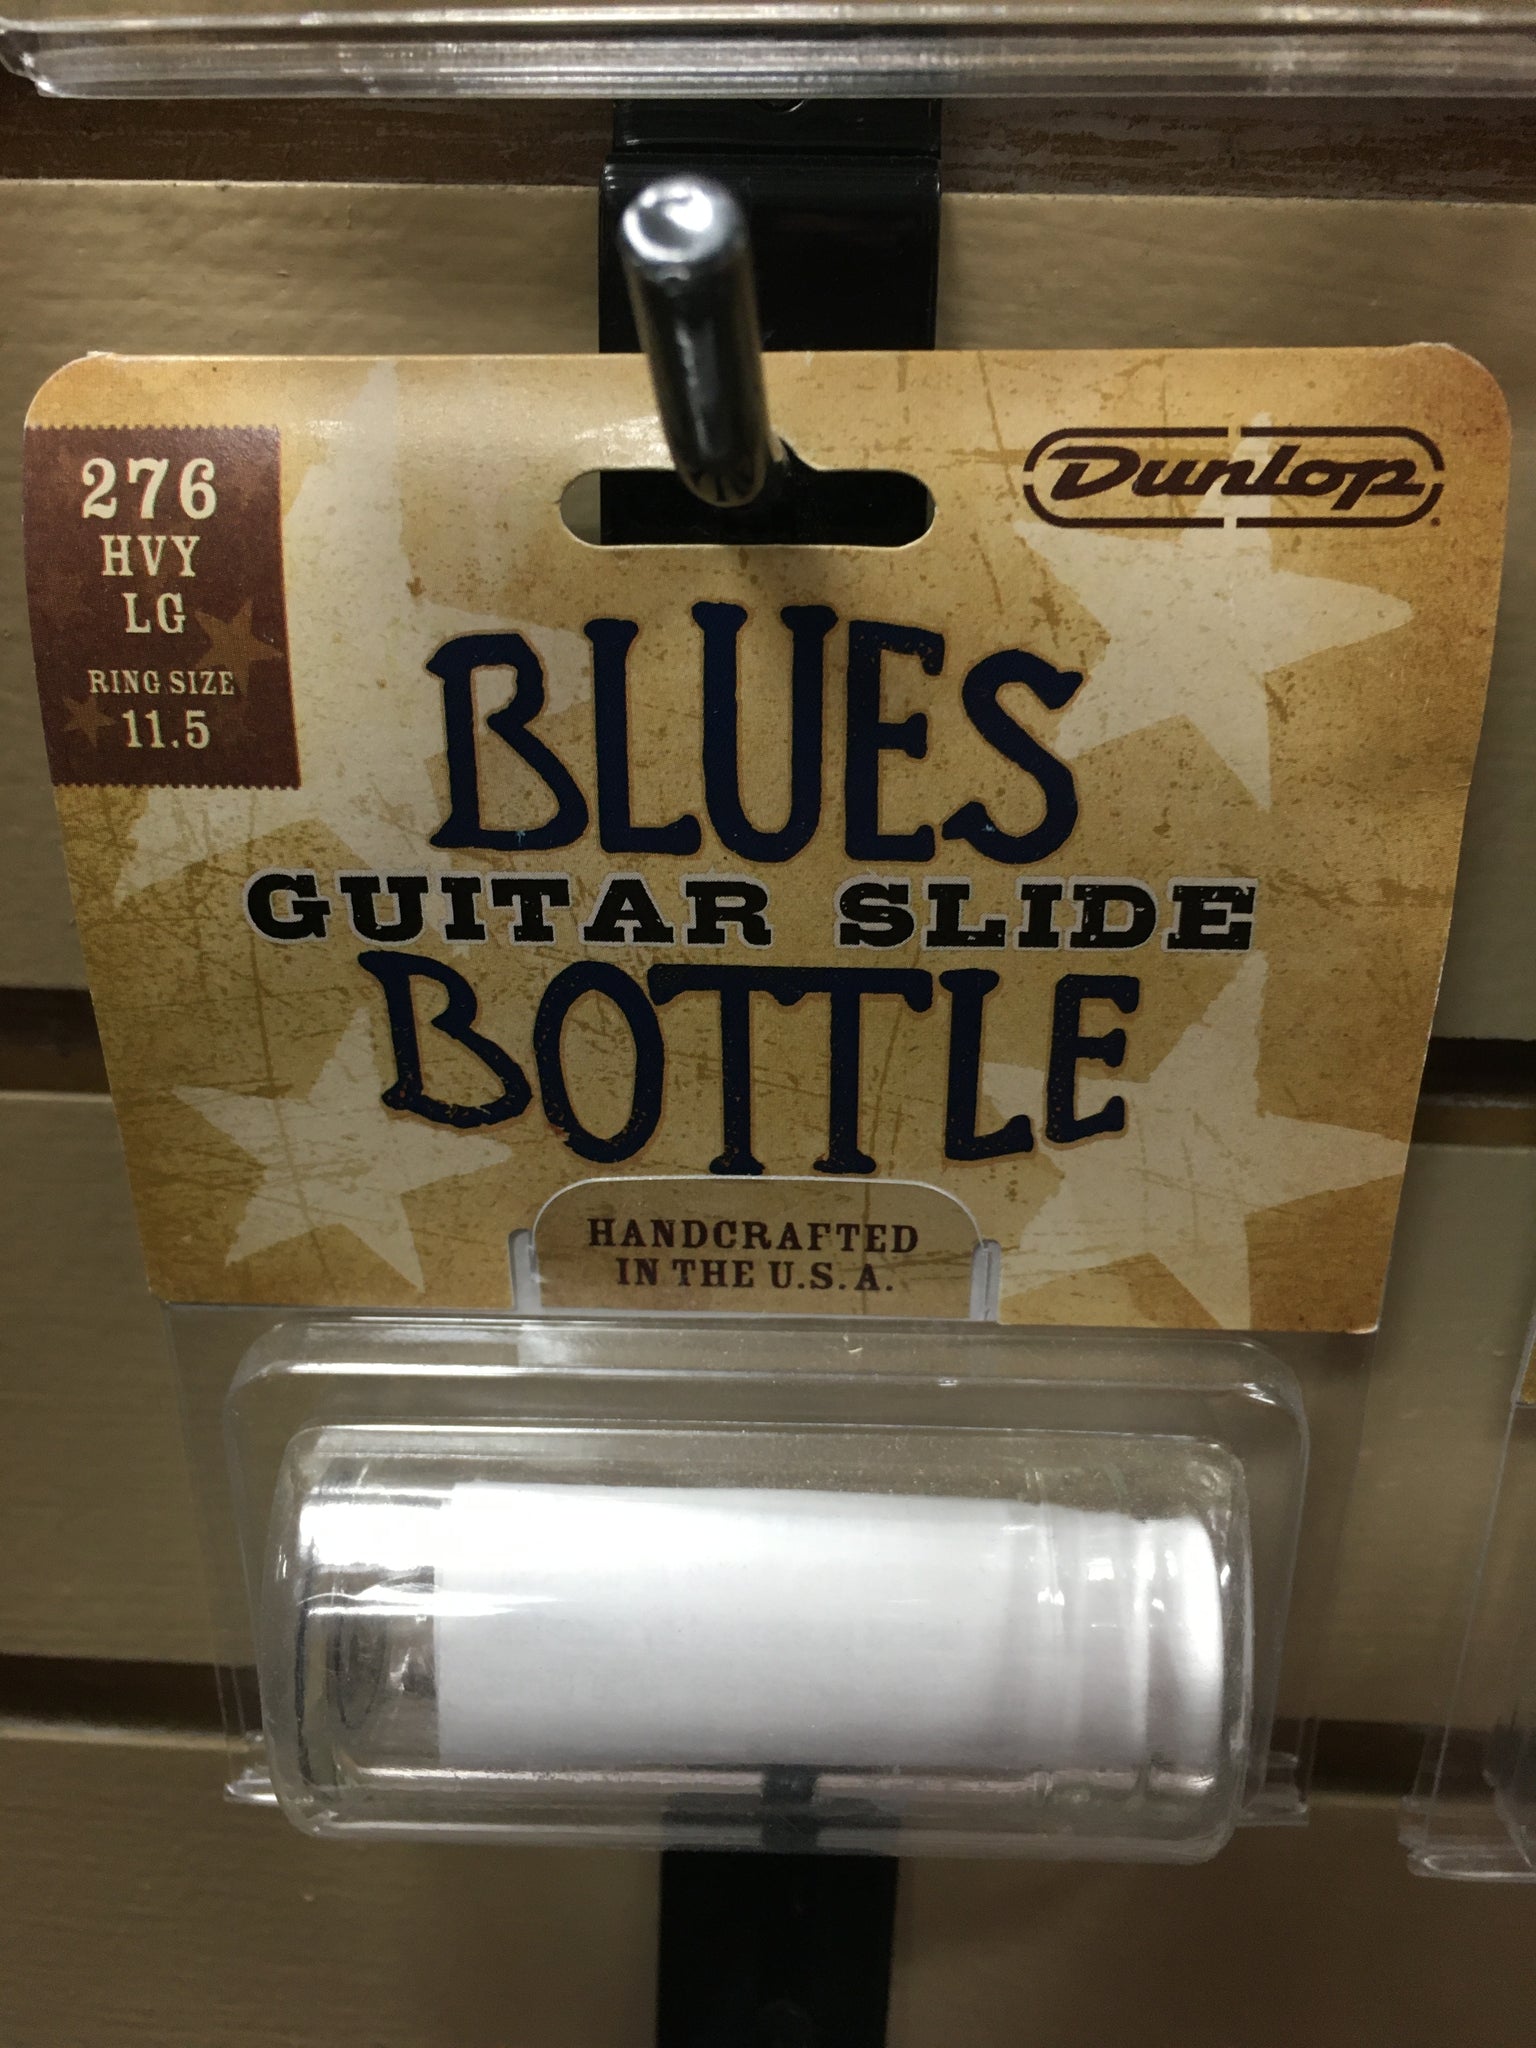 276
HVY
LG
RING SIZE
11.5
Dunlop
BLUES
GUITAR SLIDE
BOTTLE
HANDCRAFTED
IN THE U.S.A.